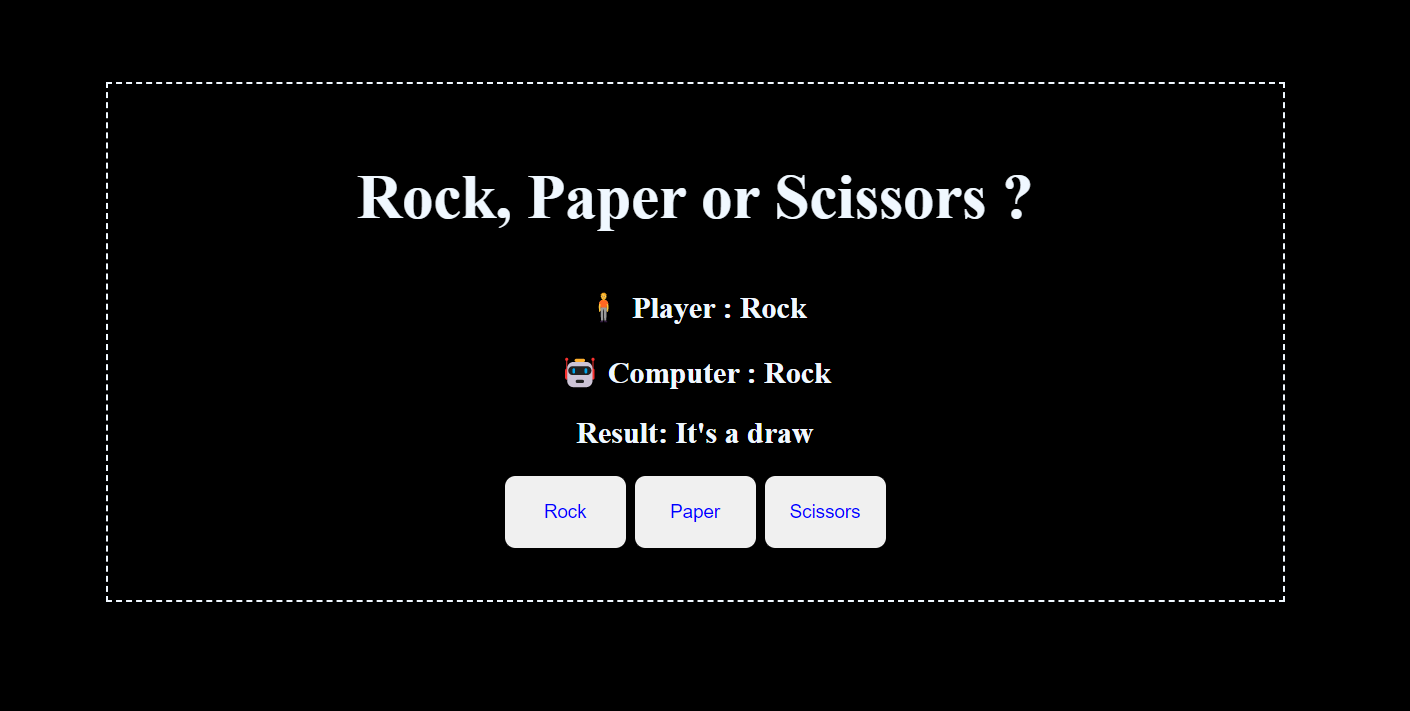 Rock, Paper or Scissors ?
Player : Rock
Computer : Rock
Result: It's a draw
Rock Paper Scissors